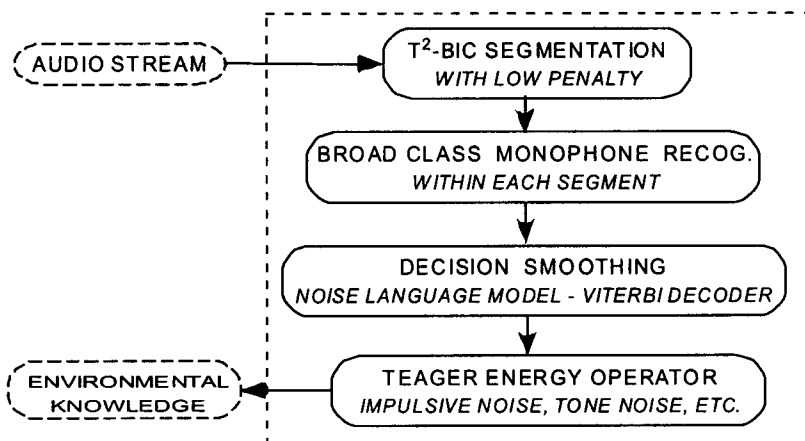 T²-BIC SEGMENTATION
WITH LOW PENALTY
AUDIO STREAM
BROAD CLASS MONOPHONE RECOG.
WITHIN EACH SEGMENT
DECISION SMOOTHING
NOISE LANGUAGE MODEL - VITERBI DECODER
TEAGER ENERGY OPERATOR
IMPULSIVE NOISE, TONE NOISE, ETC.
ENVIRONMENTAL
KNOWLEDGE